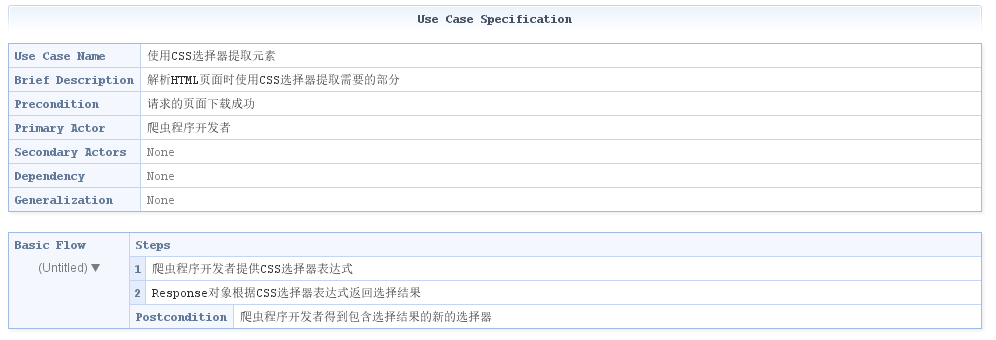 Use Case Specification
Use Case Name 使用CSS选择器提取元素
Brief Description 解析HTML页面时使用CSS选择器提取需要的部分
Precondition 请求的页面下载成功
Primary Actor 爬虫程序开发者
Secondary Actors None
Dependency None
Generalization None
Basic Flow Steps
(Untitled) ▼ 1 爬虫程序开发者提供CSS选择器表达式
2 Response对象根据CSS选择器表达式返回选择结果
Postcondition 爬虫程序开发者得到包含选择结果的新的选择器